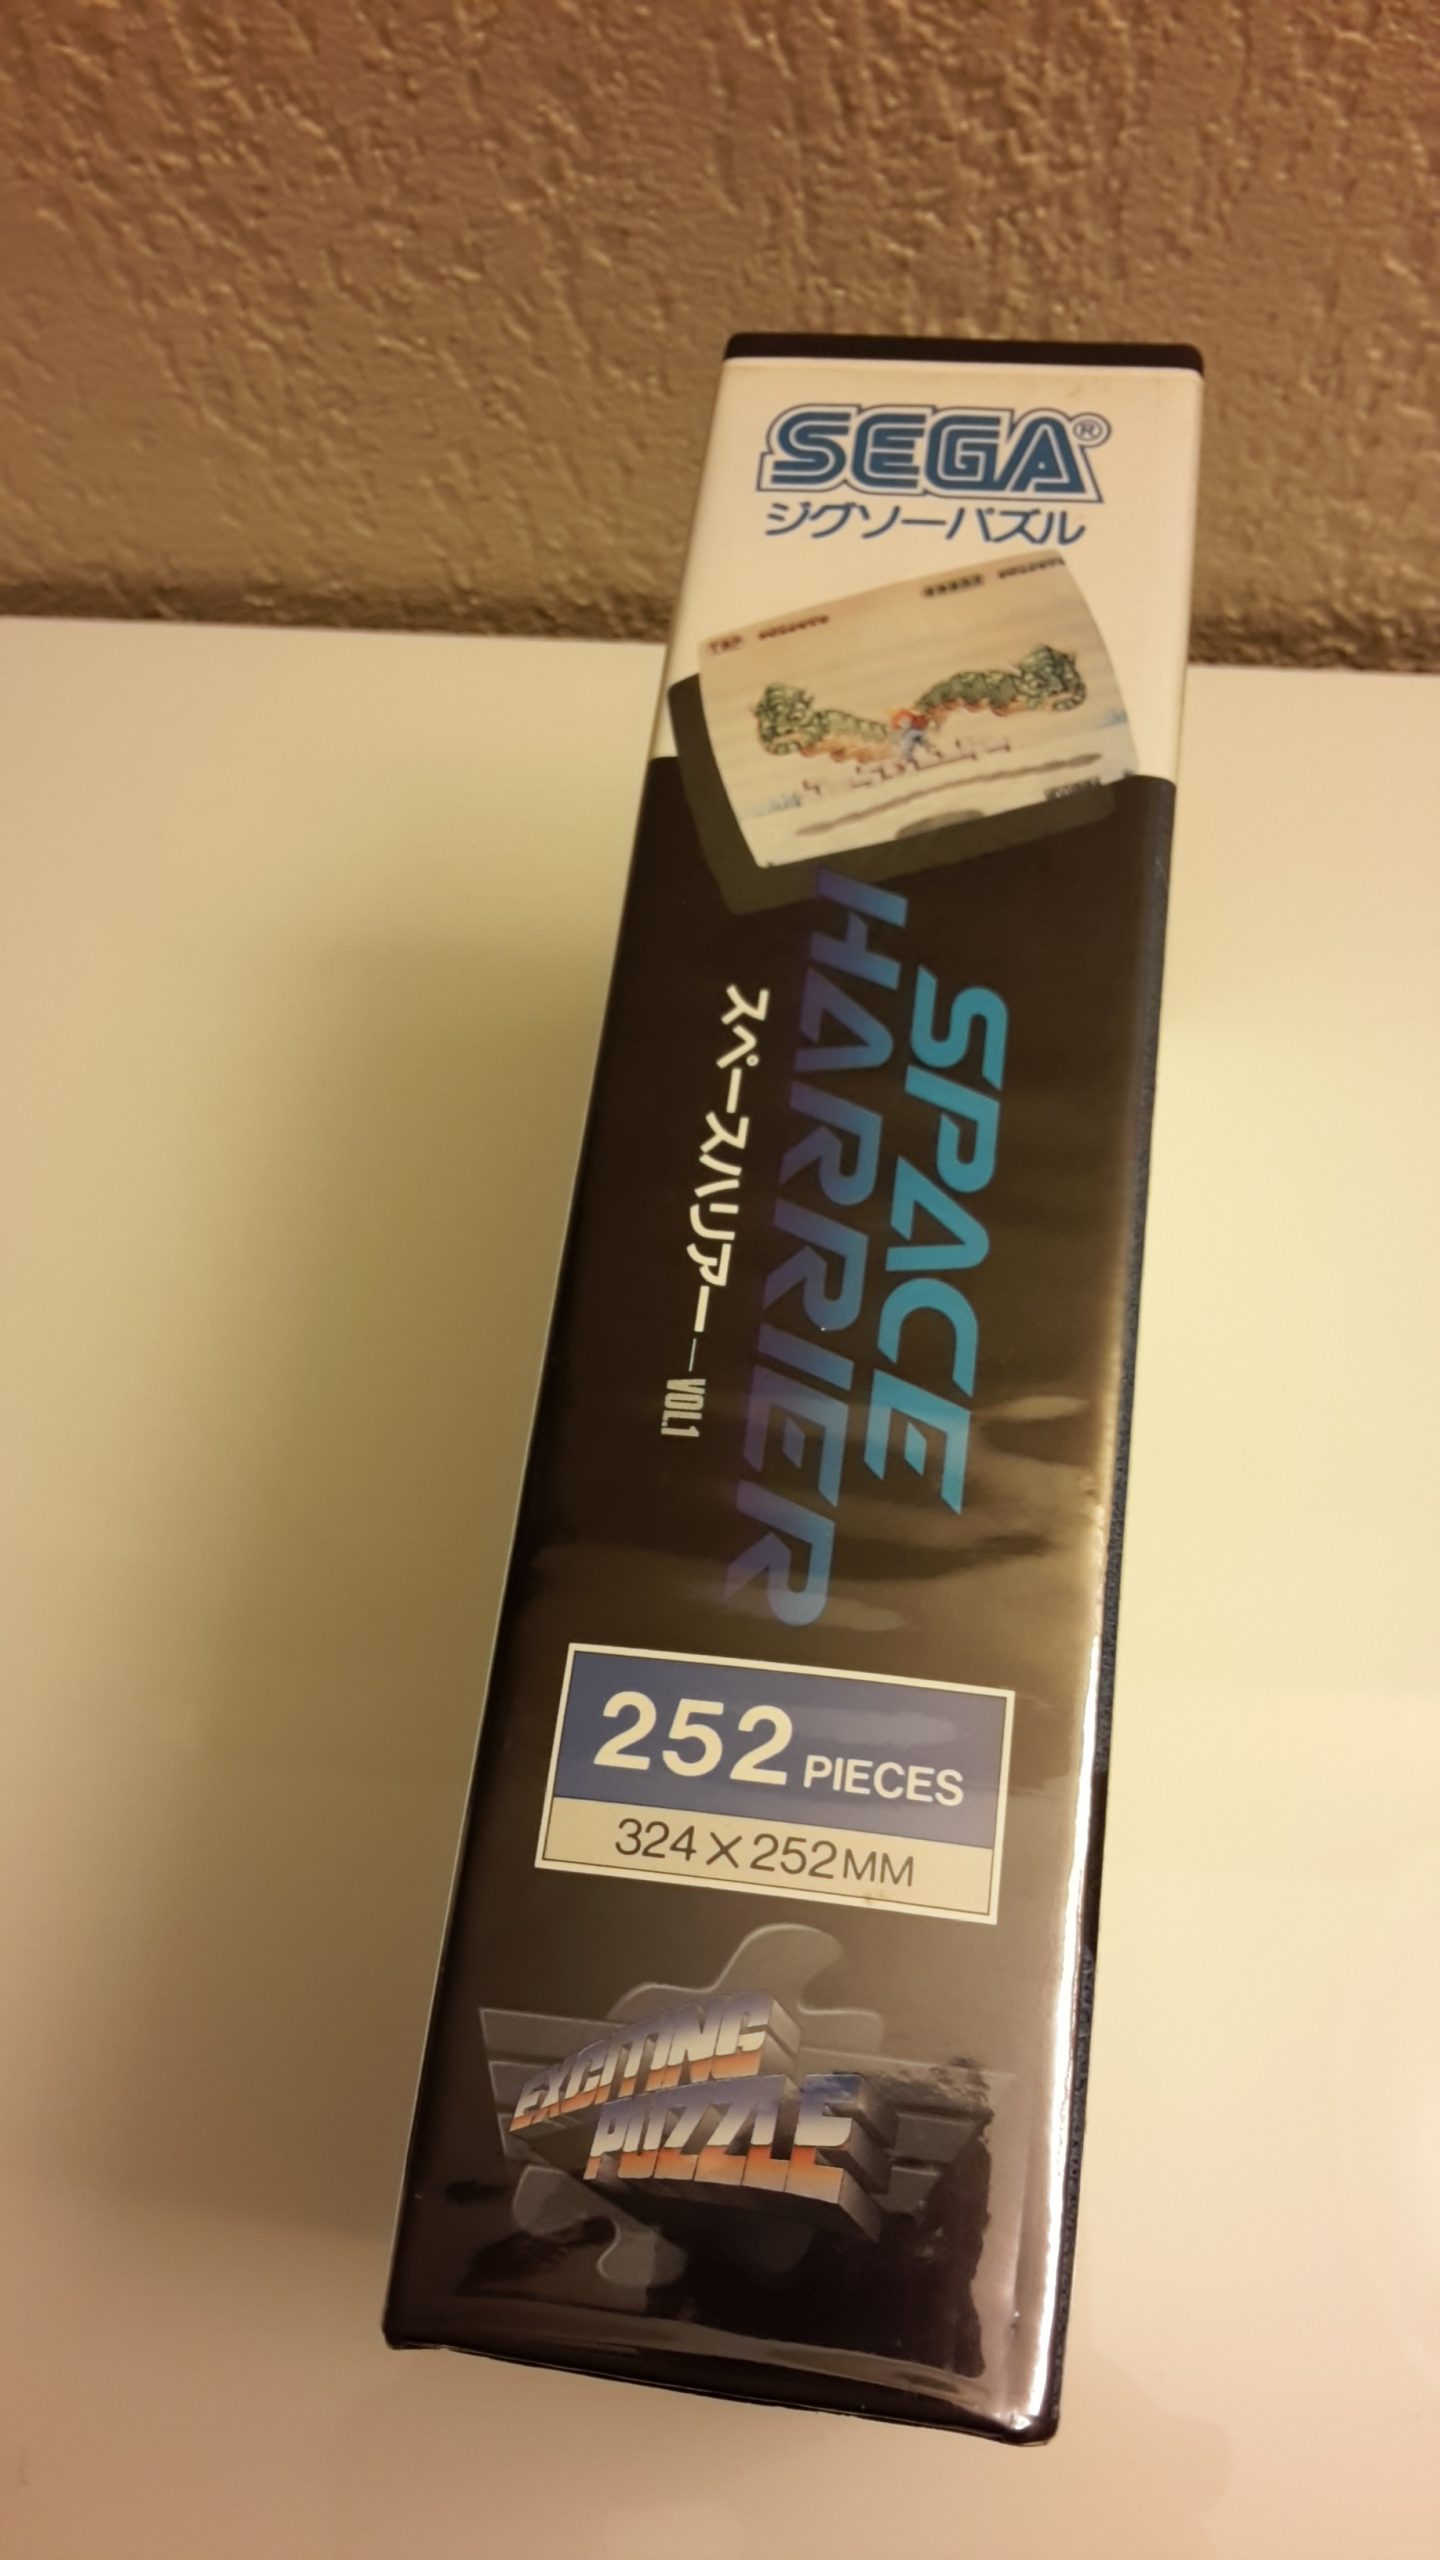 SEGA®
ジグソーパズル
SPACE
HARRIER
スペースハリアー—VOL.1
252 PIECES
324×252MM
EXCITING
PUZZLE